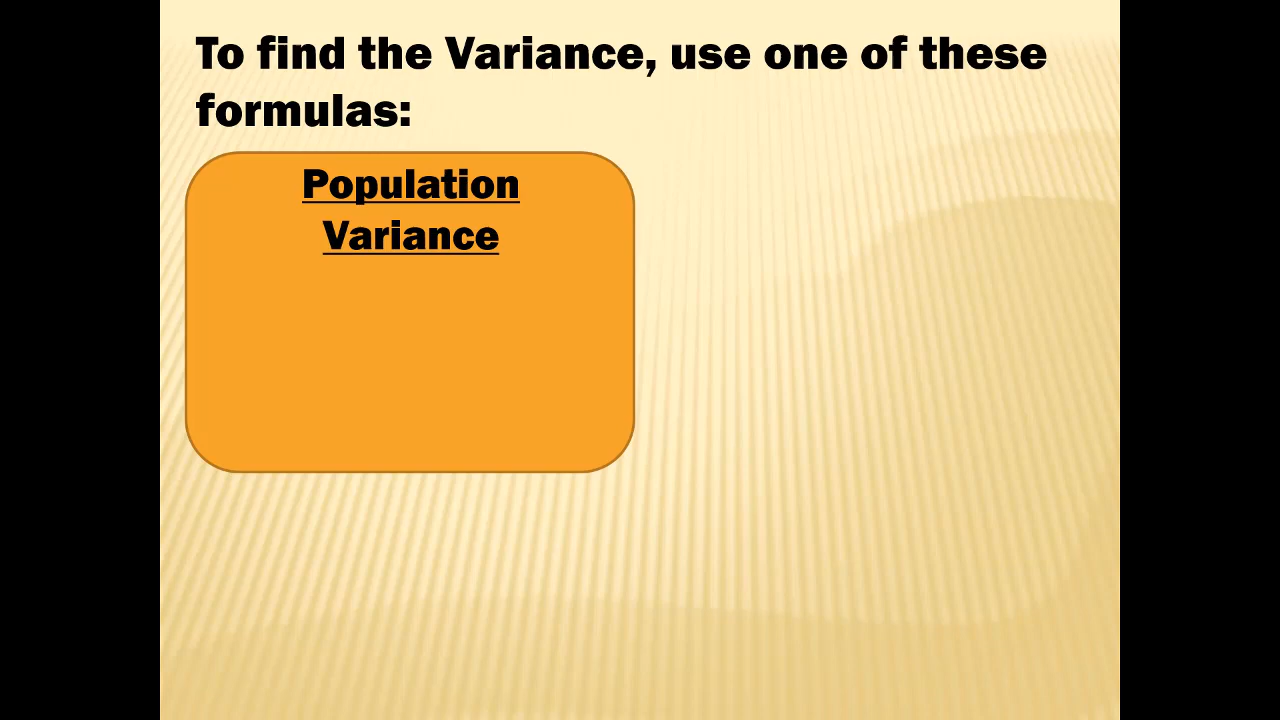 To find the Variance, use one of these
formulas:
Population
Variance